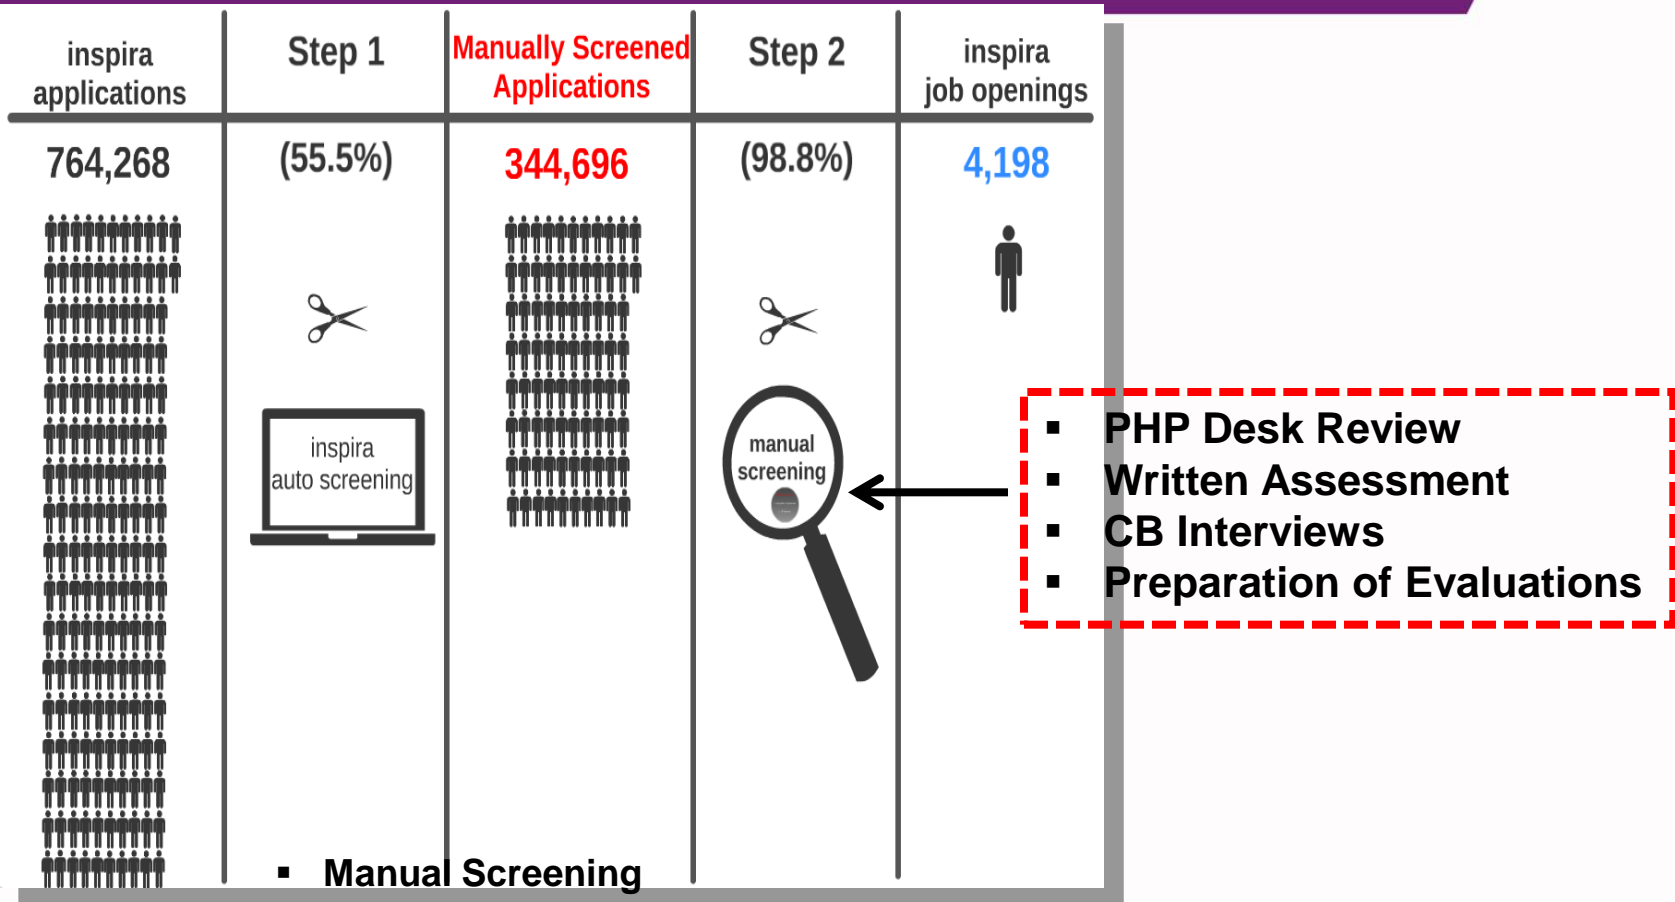 inspira
applications
Step 1
Manually Screened
Applications
Step 2
inspira
job openings
764,268
(55.5%)
344,696
(98.8%)
4,198
inspira
auto screening
manual
screening
▪ PHP Desk Review
▪ Written Assessment
▪ CB Interviews
▪ Preparation of Evaluations
▪ Manual Screening